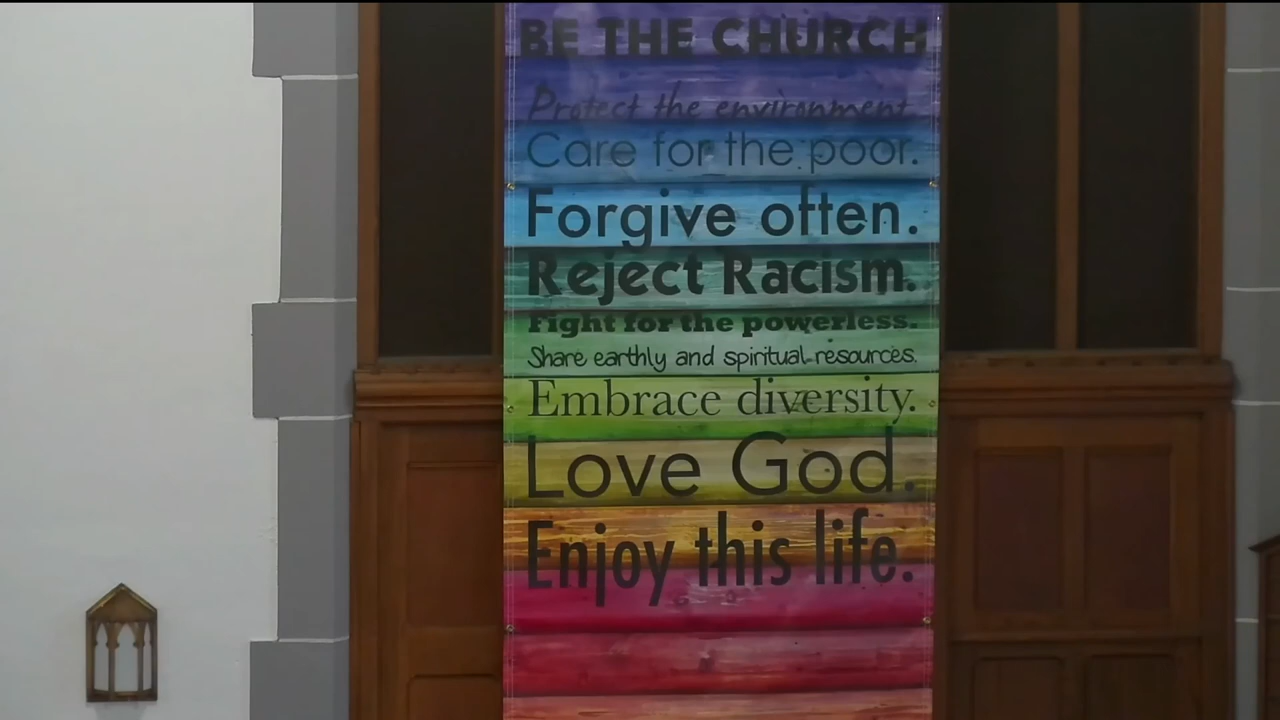 BE THE CHURCH
Protect the environment.
Care for the poor.
Forgive often.
Reject Racism.
Fight for the powerless.
Share earthly and spiritual resources.
Embrace diversity.
Love God.
Enjoy this life.